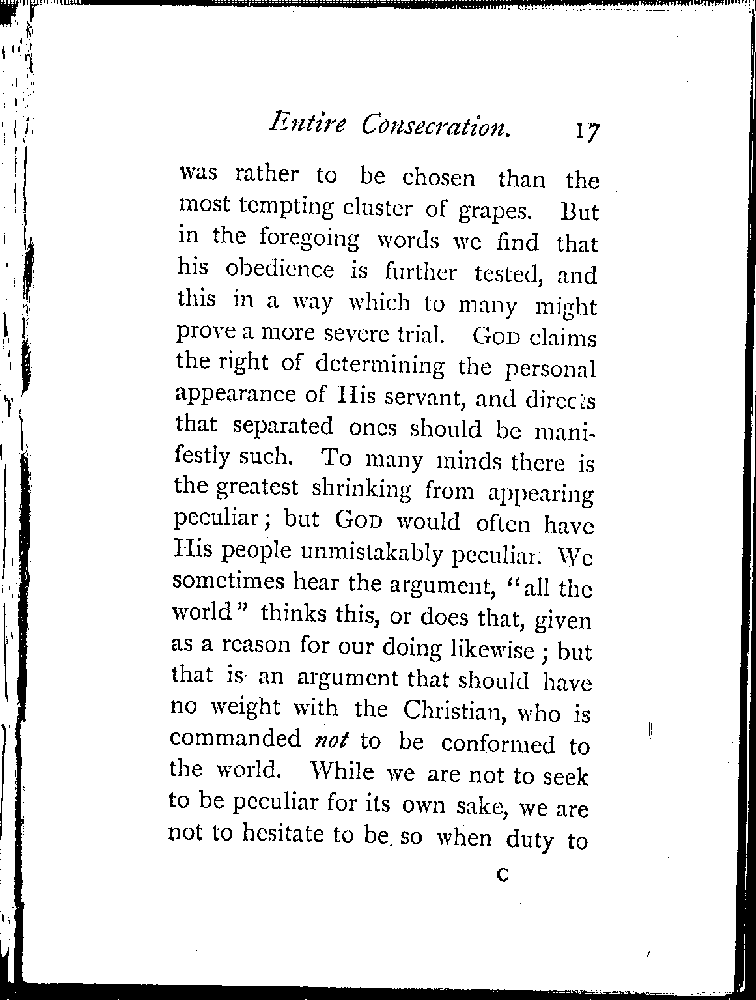 Entire Consecration. 17
was rather to be chosen than the
most tempting cluster of grapes. But
in the foregoing words we find that
his obedience is further tested, and
this in a way which to many might
prove a more severe trial. GOD claims
the right of determining the personal
appearance of His servant, and directs
that separated ones should be mani-
festly such. To many minds there is
the greatest shrinking from appearing
peculiar; but GOD would often have
His people unmistakably peculiar. We
sometimes hear the argument, "all the
world" thinks this, or does that, given
as a reason for our doing likewise; but
that is an argument that should have
no weight with the Christian, who is
commanded not to be conformed to
the world. While we are not to seek
to be peculiar for its own sake, we are
not to hesitate to be so when duty to
C